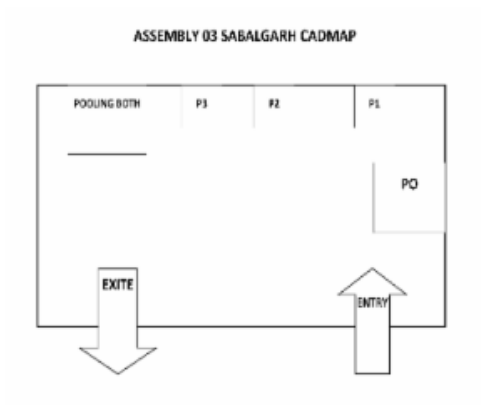 ASSEMBLY 03 SABALGARH CADMAP
POOLING BOTH P3 P2 P1
PO
EXITE
ENTRY